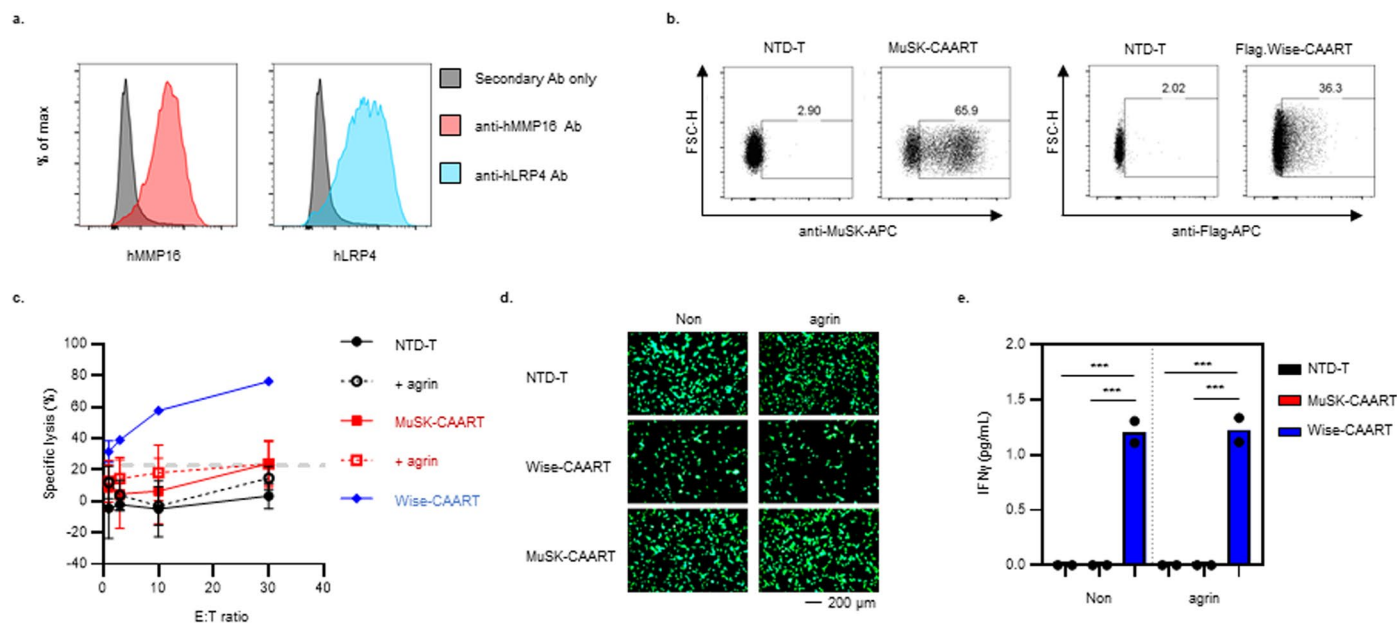 a.
% of max
hMMP16
hLRP4
Secondary Ab only
anti-hMMP16 Ab
anti-hLRP4 Ab
b.
NTD-T
MuSK-CAART
NTD-T
Flag.Wise-CAART
2.90
65.9
2.02
36.3
FSC-H
FSC-H
anti-MuSK-APC
anti-Flag-APC
c.
Specific lysis (%)
100
80
60
40
20
0
-20
-40
0
10
20
30
40
E:T ratio
NTD-T
+ agrin
MuSK-CAART
+ agrin
Wise-CAART
d.
Non
agrin
NTD-T
Wise-CAART
MuSK-CAART
200 μm
e.
IFNγ (pg/mL)
2.0
1.5
1.0
0.5
0.0
***
***
***
***
Non
agrin
NTD-T
MuSK-CAART
Wise-CAART